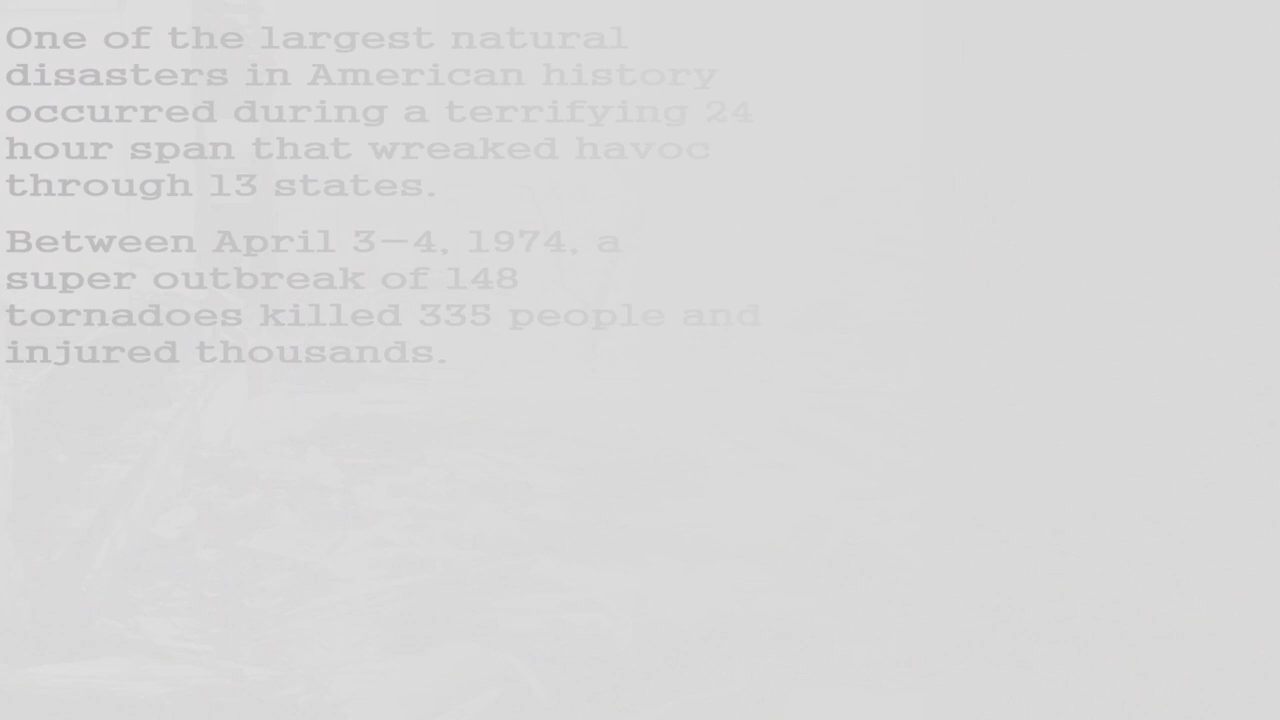 One of the largest natural
disasters in American history
occurred during a terrifying 24
hour span that wreaked havoc
through 13 states.
Between April 3—4, 1974, a
super outbreak of 148
tornadoes killed 335 people and
injured thousands.